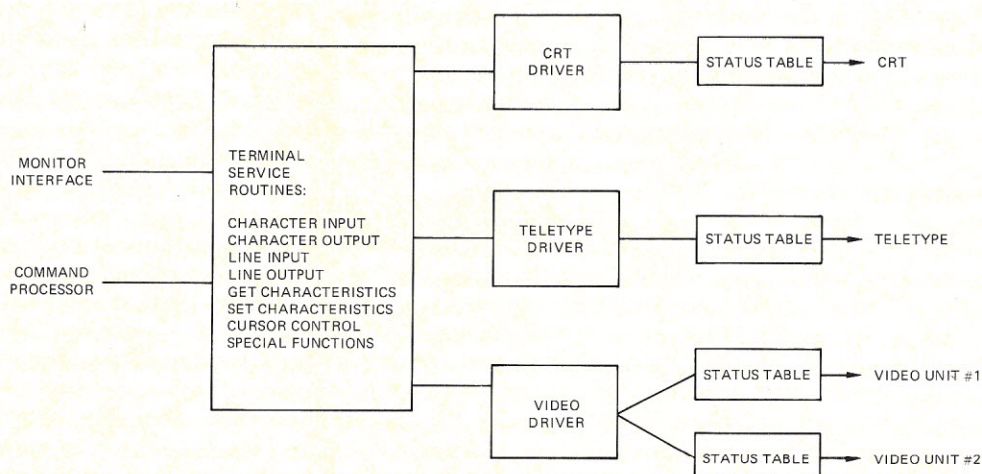 MONITOR
INTERFACE
COMMAND
PROCESSOR
TERMINAL
SERVICE
ROUTINES:
CHARACTER INPUT
CHARACTER OUTPUT
LINE INPUT
LINE OUTPUT
GET CHARACTERISTICS
SET CHARACTERISTICS
CURSOR CONTROL
SPECIAL FUNCTIONS
CRT
DRIVER
STATUS TABLE
CRT
TELETYPE
DRIVER
STATUS TABLE
TELETYPE
VIDEO
DRIVER
STATUS TABLE
VIDEO UNIT #1
STATUS TABLE
VIDEO UNIT #2